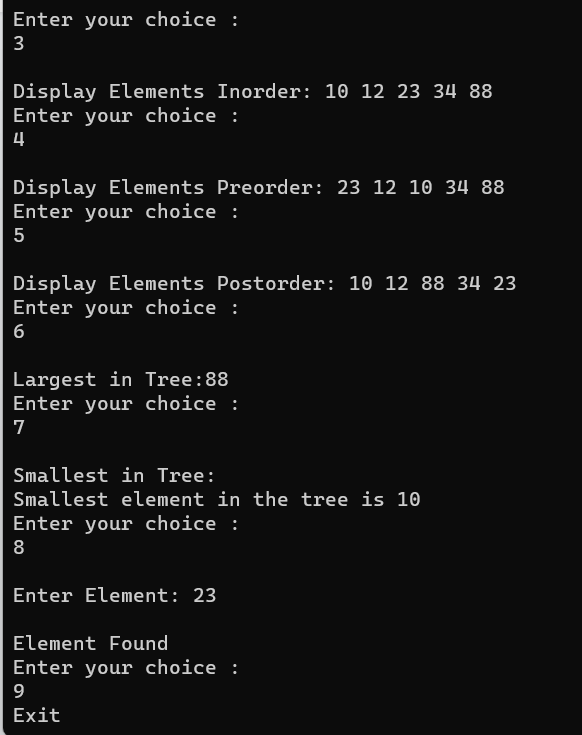 Enter your choice :
3
Display Elements Inorder: 10 12 23 34 88
Enter your choice :
4
Display Elements Preorder: 23 12 10 34 88
Enter your choice :
5
Display Elements Postorder: 10 12 88 34 23
Enter your choice :
6
Largest in Tree:88
Enter your choice :
7
Smallest in Tree:
Smallest element in the tree is 10
Enter your choice :
8
Enter Element: 23
Element Found
Enter your choice :
9
Exit